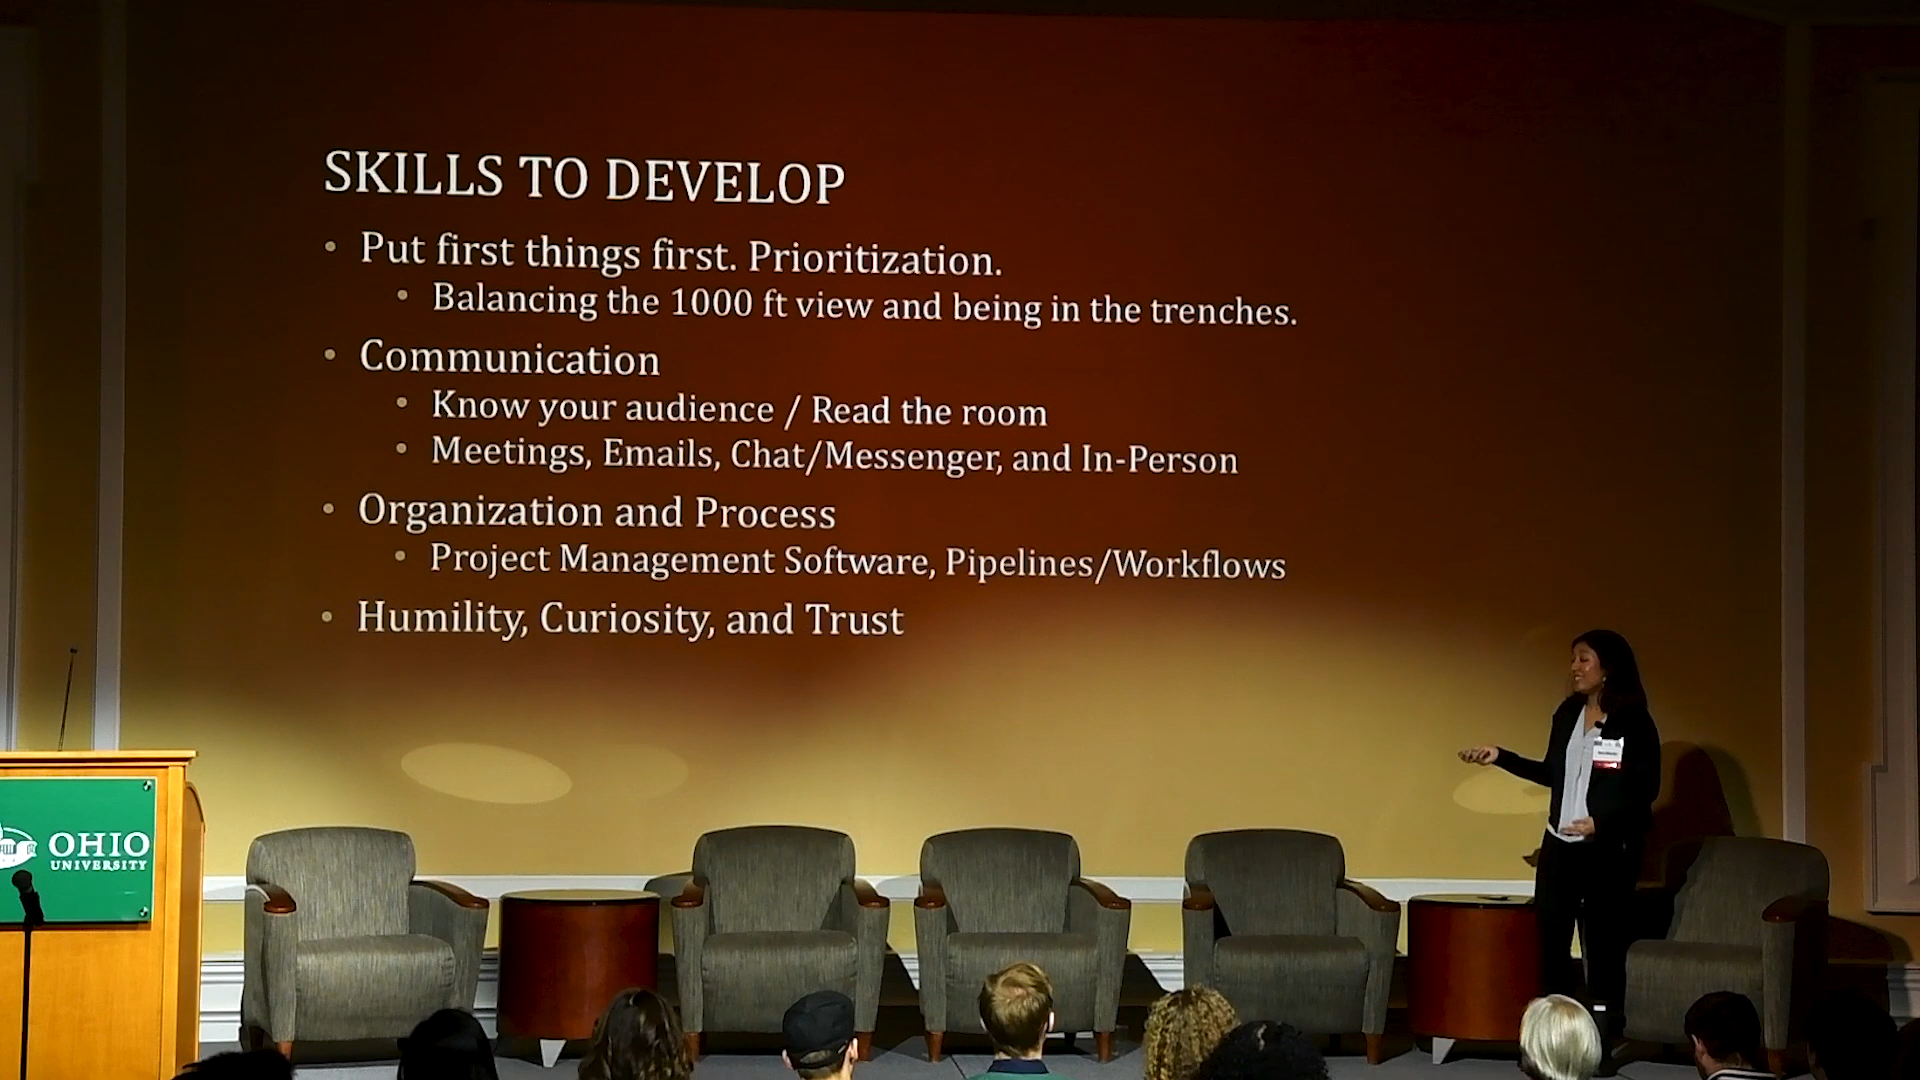 SKILLS TO DEVELOP
• Put first things first. Prioritization.
• Balancing the 1000 ft view and being in the trenches.
• Communication
• Know your audience / Read the room
• Meetings, Emails, Chat/Messenger, and In-Person
• Organization and Process
• Project Management Software, Pipelines/Workflows
• Humility, Curiosity, and Trust
OHIO
UNIVERSITY